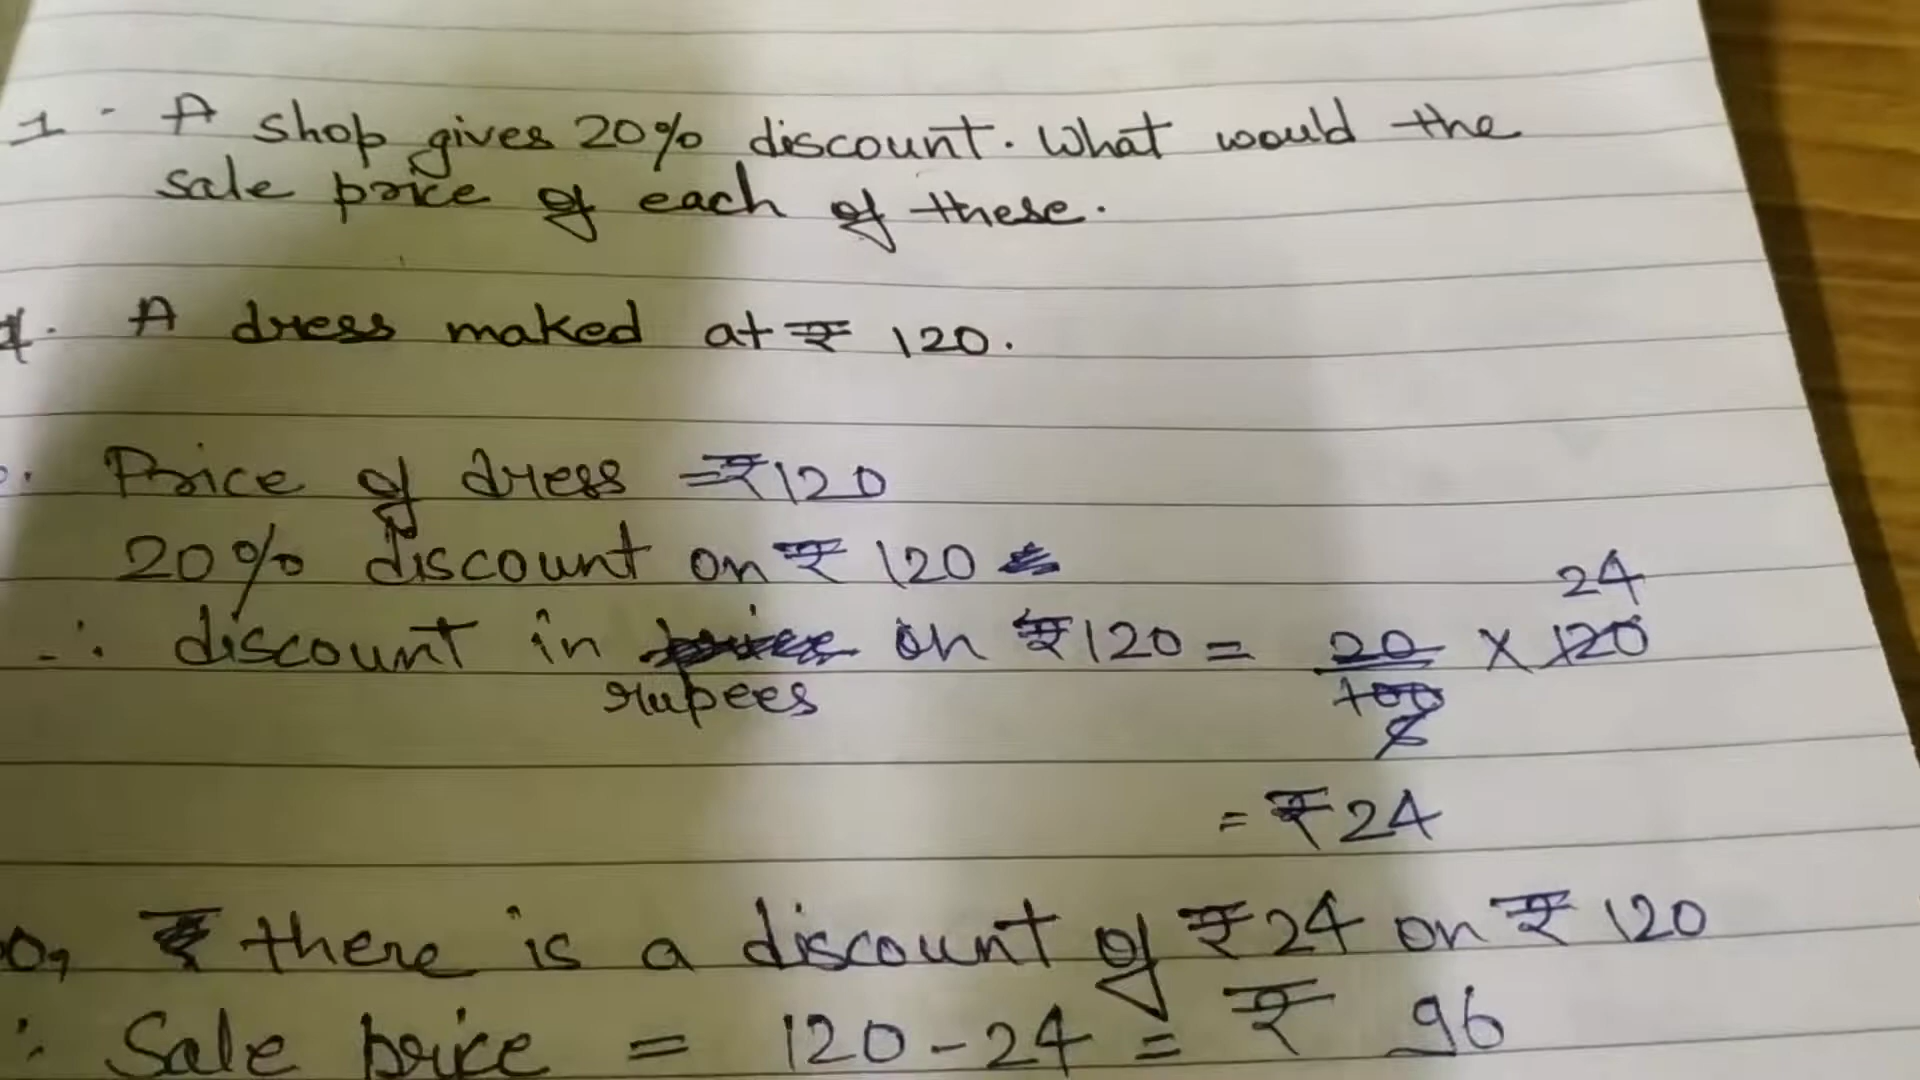 1. A shop gives 20% discount. What would the
sale price of each of these.
A dress maked at ₹ 120.
Price of dress = ₹120
20% discount on ₹ 120
24
∴ discount in on ₹120 = 20 × 120
rupees 100
5
= ₹24
So, ₹ there is a discount of ₹24 on ₹ 120
∴ Sale price = 120 - 24 = ₹ 96